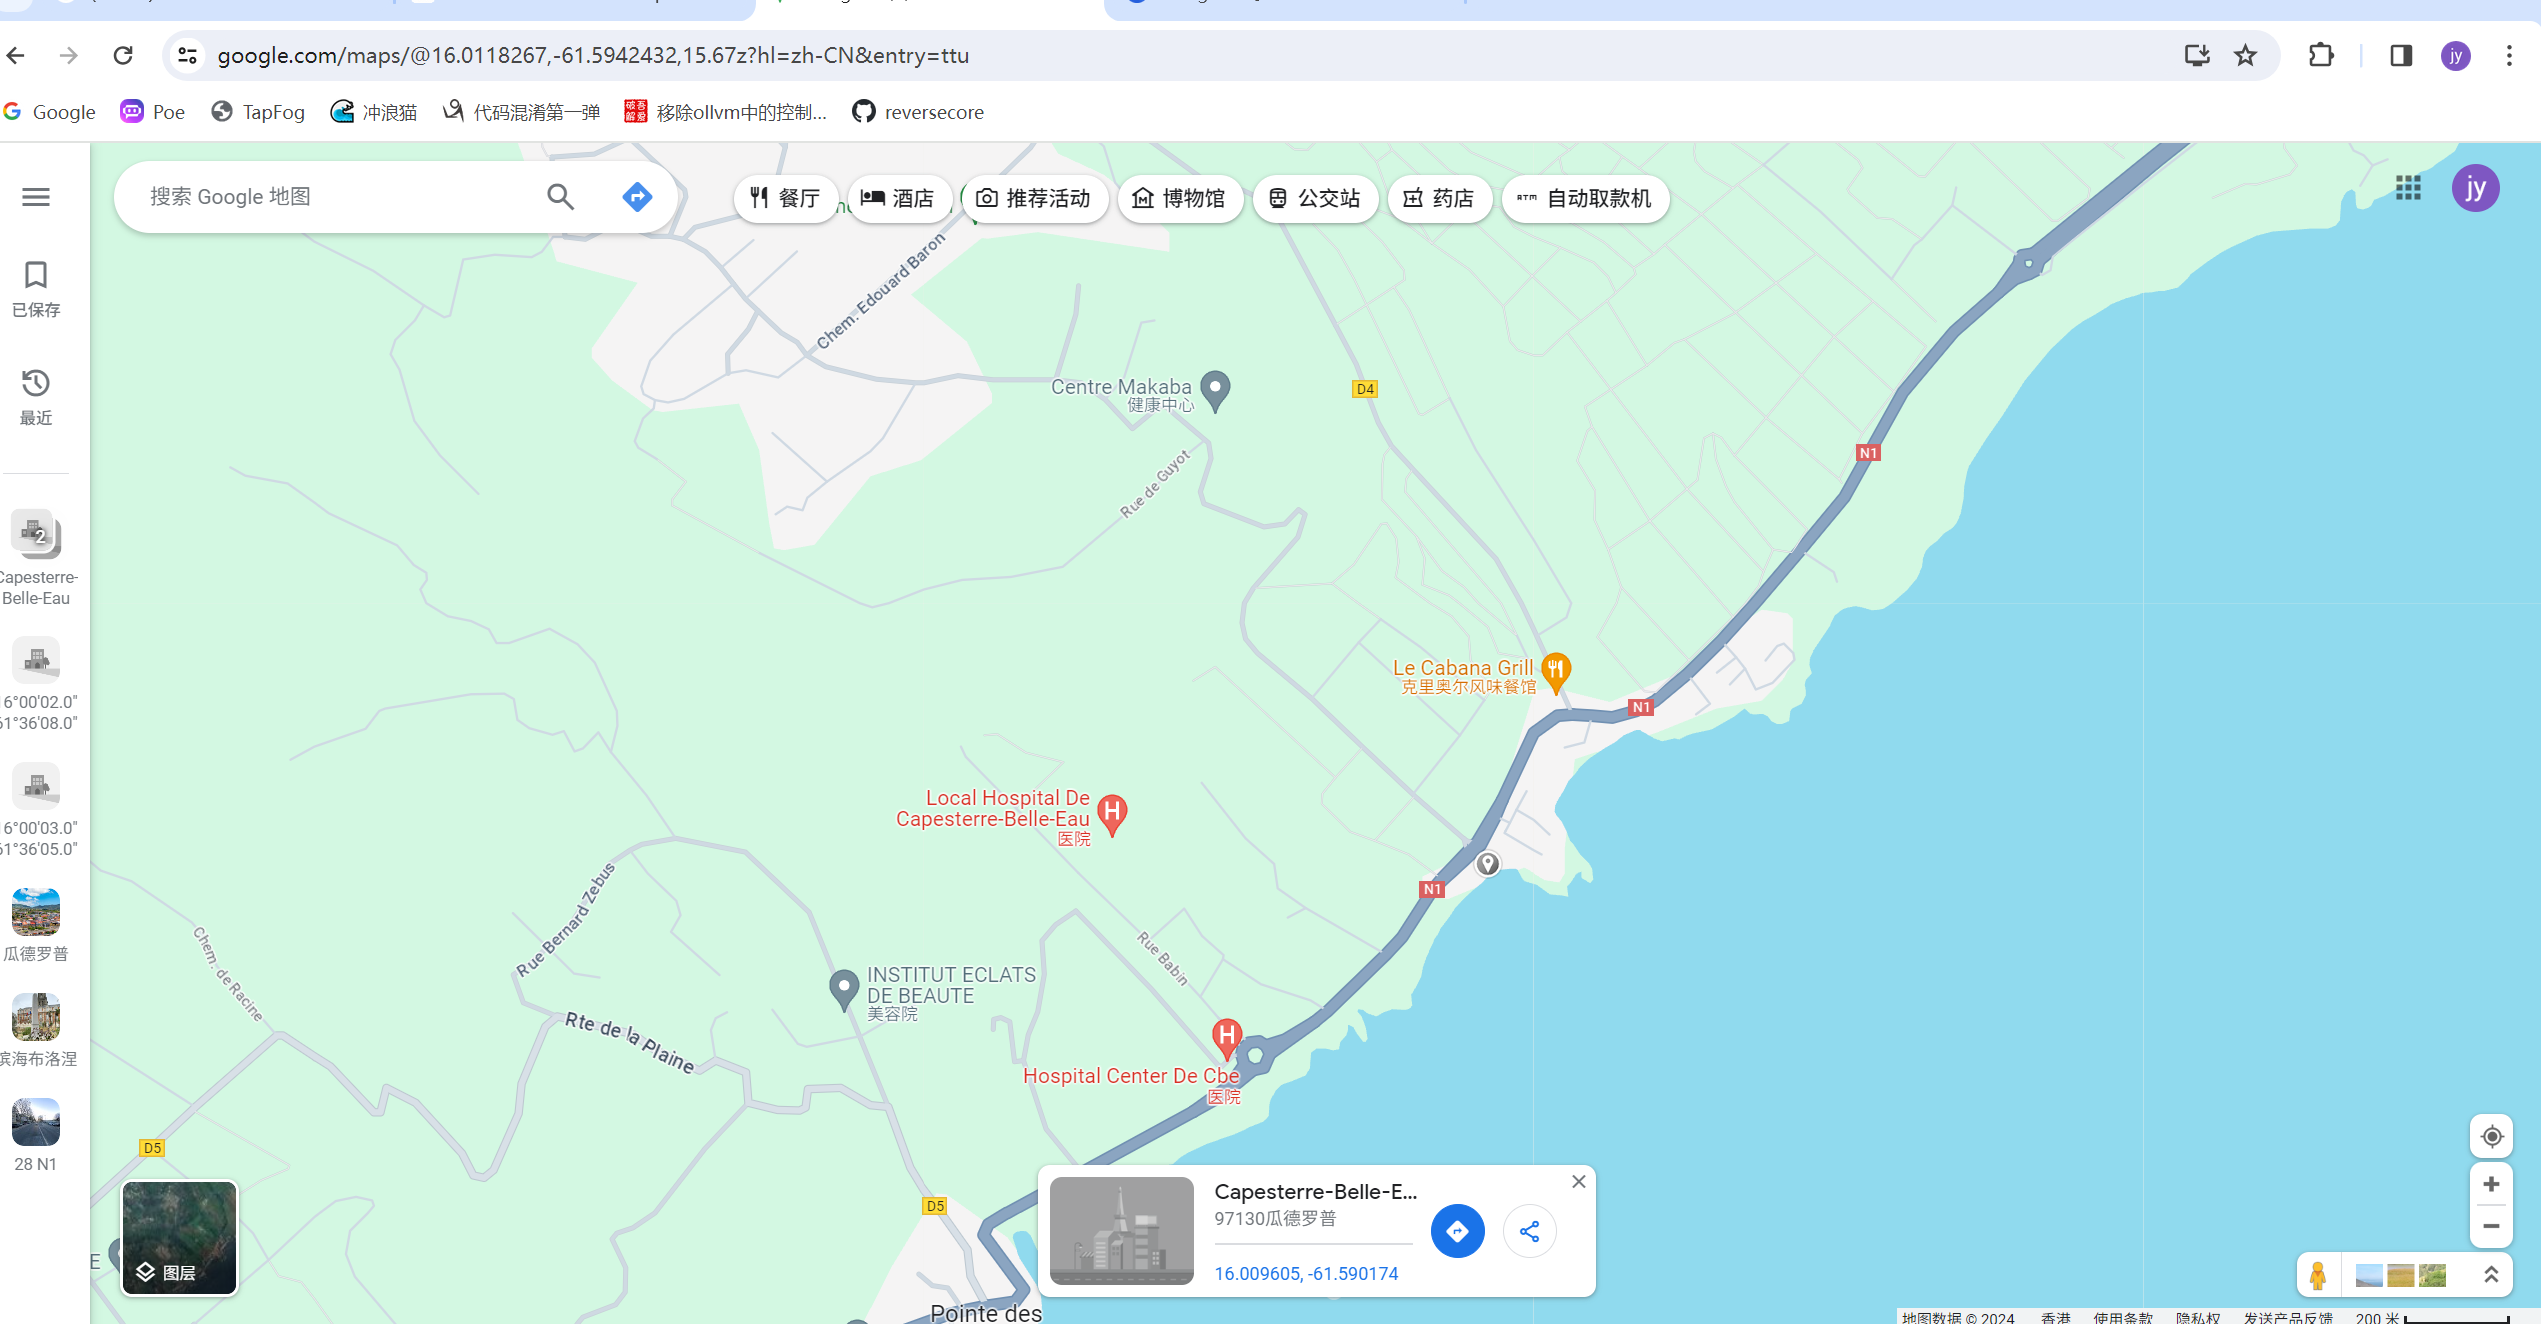 google.com/maps/@16.0118267,-61.5942432,15.67z?hl=zh-CN&entry=ttu
jy
Google
Poe
TapFog
冲浪猫
代码混淆第一弹
移除ollvm中的控制...
reversecore
搜索 Google 地图
餐厅
酒店
推荐活动
博物馆
公交站
药店
自动取款机
jy
已保存
最近
2
Capesterre-
Belle-Eau
16°00'02.0"
61°36'08.0"
16°00'03.0"
61°36'05.0"
瓜德罗普
滨海布洛涅
28 N1
Chem. Edouard Baron
Centre Makaba
健康中心
D4
N1
Rue de Guyot
Le Cabana Grill
克里奥尔风味餐馆
N1
Local Hospital De
Capesterre-Belle-Eau
医院
N1
Rue Bernard Zebus
Chem. de Racine
Rue Babin
INSTITUT ECLATS
DE BEAUTE
美容院
Rte de la Plaine
Hospital Center De Cbe
医院
D5
D5
E
图层
Pointe des
Capesterre-Belle-E...
97130瓜德罗普
16.009605, -61.590174
地图数据 © 2024
香港
使用条款
隐私权
发送产品反馈
200 米